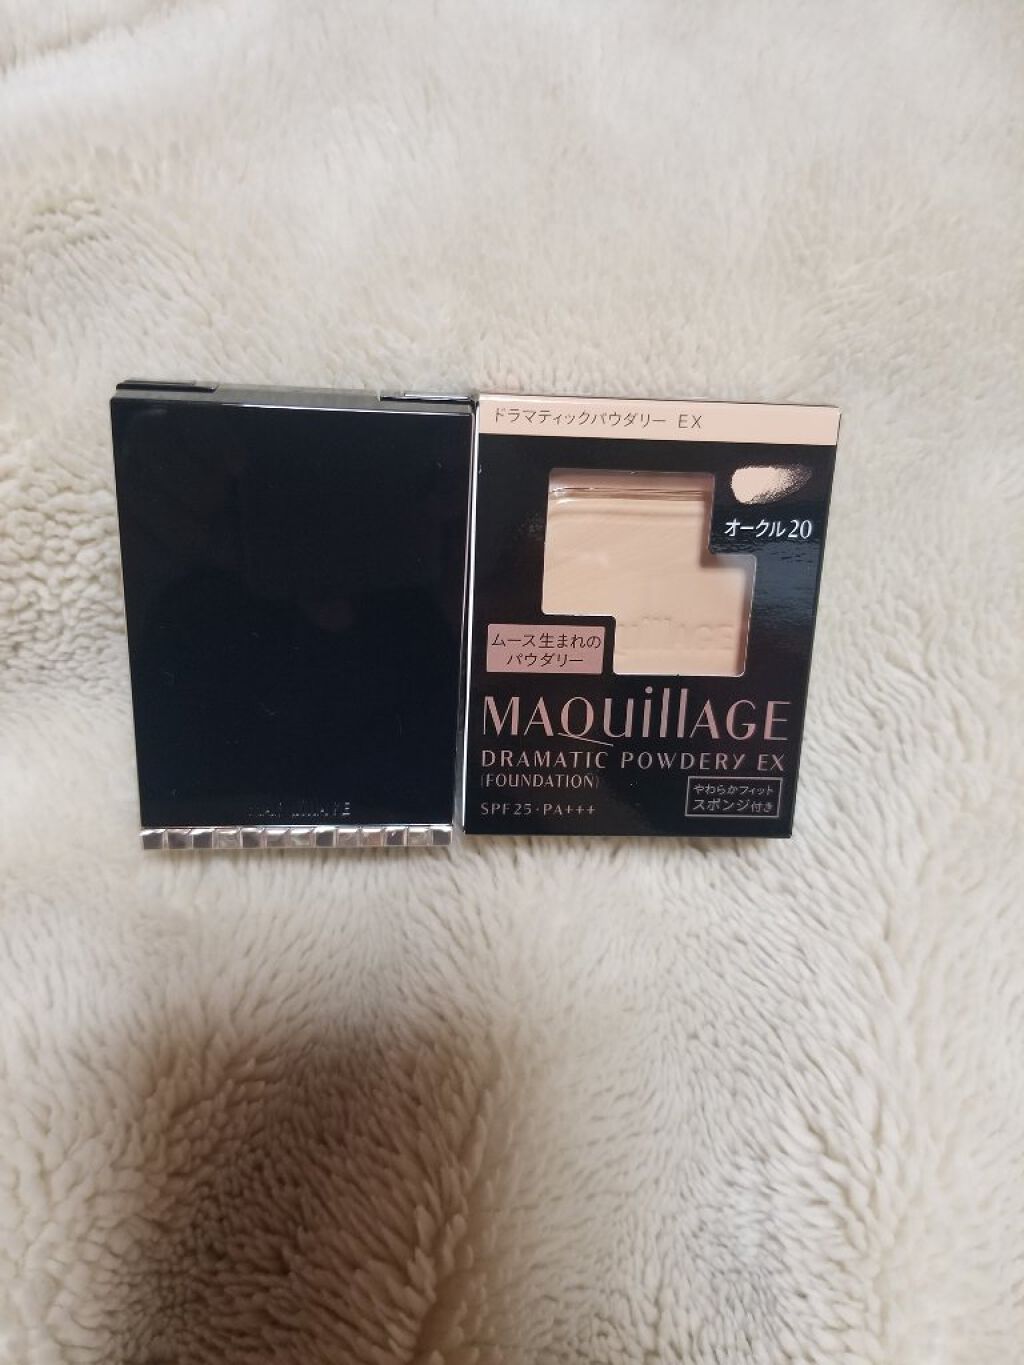 ドラマティックパウダリー EX
オークル20
ムース生まれの
パウダリー
MAQuillAGE
DRAMATIC POWDERY EX
(FOUNDATION)
SPF25・PA+++
やわらかフィット
スポンジ付き
MAQuillAGE